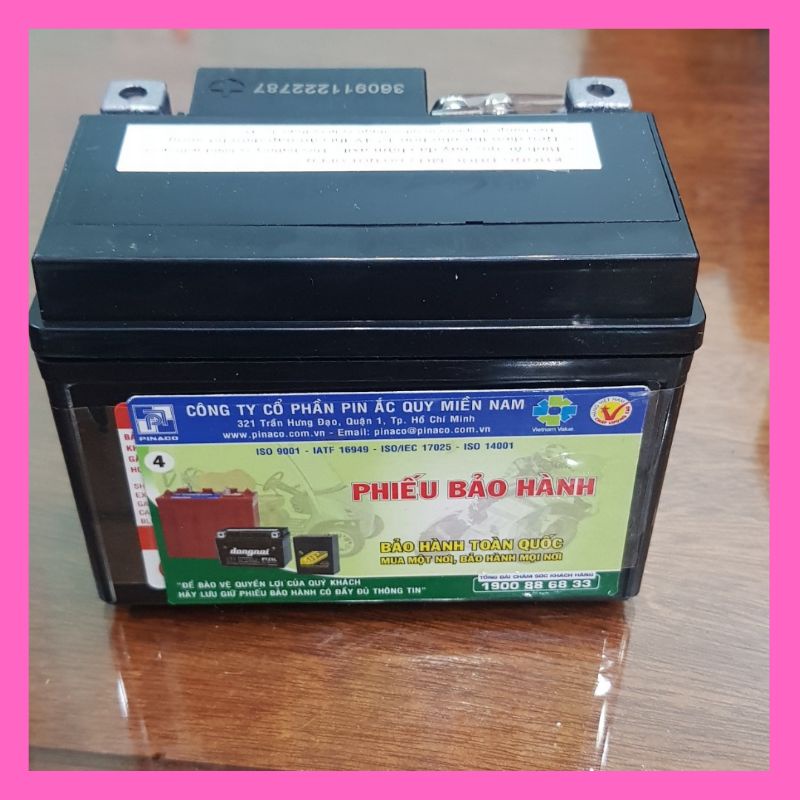 360911222787
CÔNG TY CỔ PHẦN PIN ẮC QUY MIỀN NAM
321 Trần Hưng Đạo, Quận 1, Tp. Hồ Chí Minh
www.pinaco.com.vn - Email: pinaco@pinaco.com.vn
PINACO
Vietnam Value
ISO 9001 - IATF 16949 - ISO/IEC 17025 - ISO 14001
4
PHIẾU BẢO HÀNH
dongnai
BẢO HÀNH TOÀN QUỐC
MUA MỘT NƠI, BẢO HÀNH MỌI NƠI
"ĐỂ BẢO VỆ QUYỀN LỢI CỦA QUÝ KHÁCH
HÃY LƯU GIỮ PHIẾU BẢO HÀNH CÓ ĐẦY ĐỦ THÔNG TIN"
TỔNG ĐÀI CHĂM SÓC KHÁCH HÀNG
1900 88 68 33